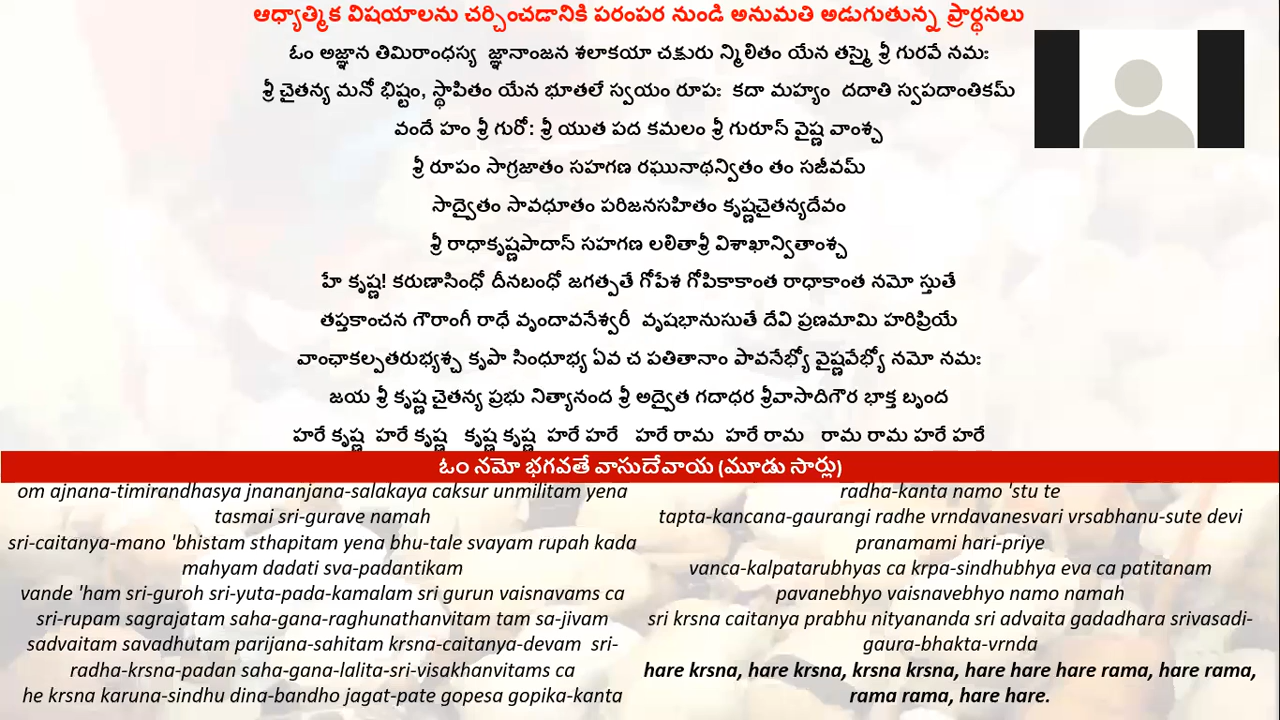 ఆధ్యాత్మిక విషయాలను చర్చించడానికి పరంపర నుండి అనుమతి అడుగుతున్న ప్రార్థనలు
ఓం అజ్ఞాన తిమిరాంధస్య జ్ఞానాంజన శలాకయా చక్షురు న్మిలితం యేన తస్మై శ్రీ గురవే నమః
శ్రీ చైతన్య మనో భిష్టం, స్థాపితం యేన భూతలే స్వయం రూపః కదా మహ్యం దదాతి స్వపదాంతికమ్
వందే హం శ్రీ గురో: శ్రీ యుత పద కమలం శ్రీ గురూన్ వైష్ణ వాంశ్చ
శ్రీ రూపం సాగ్రజాతం సహగణ రఘునాథన్వితం తం సజీవమ్
సాద్వైతం సావధూతం పరిజనసహితం కృష్ణచైతన్యదేవం
శ్రీ రాధాకృష్ణపాదాన్ సహగణ లలితాశ్రీ విశాఖాన్వితాంశ్చ
హే కృష్ణ! కరుణాసింధో దీనబంధో జగత్పతే గోపేశ గోపికాకాంత రాధాకాంత నమో స్తుతే
తప్తకాంచన గౌరాంగీ రాధే వృందావనేశ్వరీ వృషభానుసుతే దేవి ప్రణమామి హరిప్రియే
వాంఛాకల్పతరుభ్యశ్చ కృపా సింధూభ్య ఏవ చ పతితానాం పావనేభ్యో వైష్ణవేభ్యో నమో నమః
జయ శ్రీ కృష్ణ చైతన్య ప్రభు నిత్యానంద శ్రీ అద్వైత గదాధర శ్రీవాసాదిగౌర భాక్త బృంద
హరే కృష్ణ హరే కృష్ణ కృష్ణ కృష్ణ హరే హరే హరే రామ హరే రామ రామ రామ హరే హరే
ఓం నమో భగవతే వాసుదేవాయ (మూడు సార్లు)
om ajnana-timirandhasya jnananjana-salakaya caksur unmilitam yena
tasmai sri-gurave namah
sri-caitanya-mano 'bhistam sthapitam yena bhu-tale svayam rupah kada
mahyam dadati sva-padantikam
vande 'ham sri-guroh sri-yuta-pada-kamalam sri gurun vaisnavams ca
sri-rupam sagrajatam saha-gana-raghunathanvitam tam sa-jivam
sadvaitam savadhutam parijana-sahitam krsna-caitanya-devam sri-
radha-krsna-padan saha-gana-lalita-sri-visakhanvitams ca
he krsna karuna-sindhu dina-bandho jagat-pate gopesa gopika-kanta
radha-kanta namo 'stu te
tapta-kancana-gaurangi radhe vrndavanesvari vrsabhanu-sute devi
pranamami hari-priye
vanca-kalpatarubhyas ca krpa-sindhubhya eva ca patitanam
pavanebhyo vaisnavebhyo namo namah
sri krsna caitanya prabhu nityananda sri advaita gadadhara srivasadi-
gaura-bhakta-vrnda
hare krsna, hare krsna, krsna krsna, hare hare hare rama, hare rama,
rama rama, hare hare.